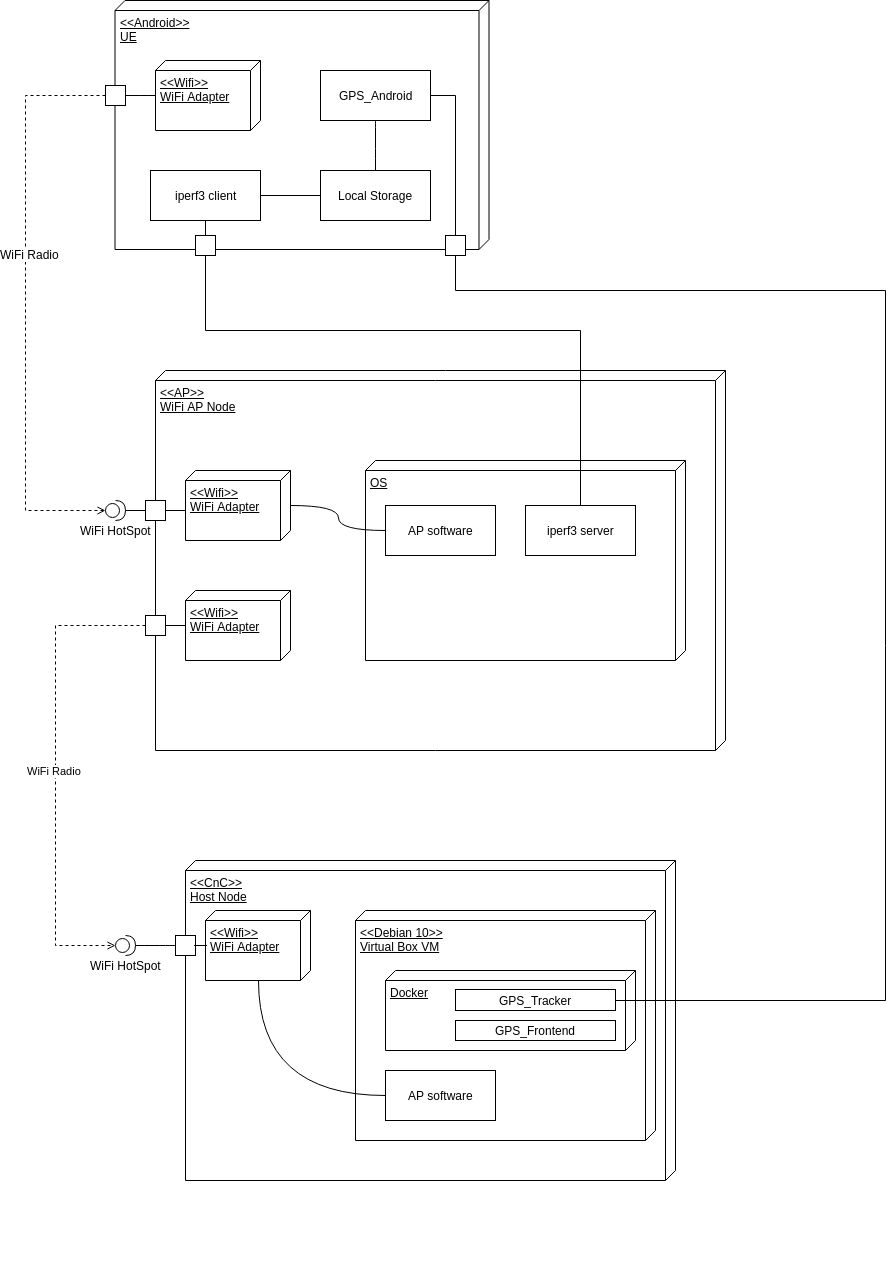 <<Android>>
UE
<<Wifi>>
WiFi Adapter
GPS_Android
iperf3 client
Local Storage
WiFi Radio
<<AP>>
WiFi AP Node
<<Wifi>>
WiFi Adapter
OS
AP software
iperf3 server
WiFi HotSpot
<<Wifi>>
WiFi Adapter
WiFi Radio
<<CnC>>
Host Node
<<Wifi>>
WiFi Adapter
<<Debian 10>>
Virtual Box VM
WiFi HotSpot
Docker
GPS_Tracker
GPS_Frontend
AP software